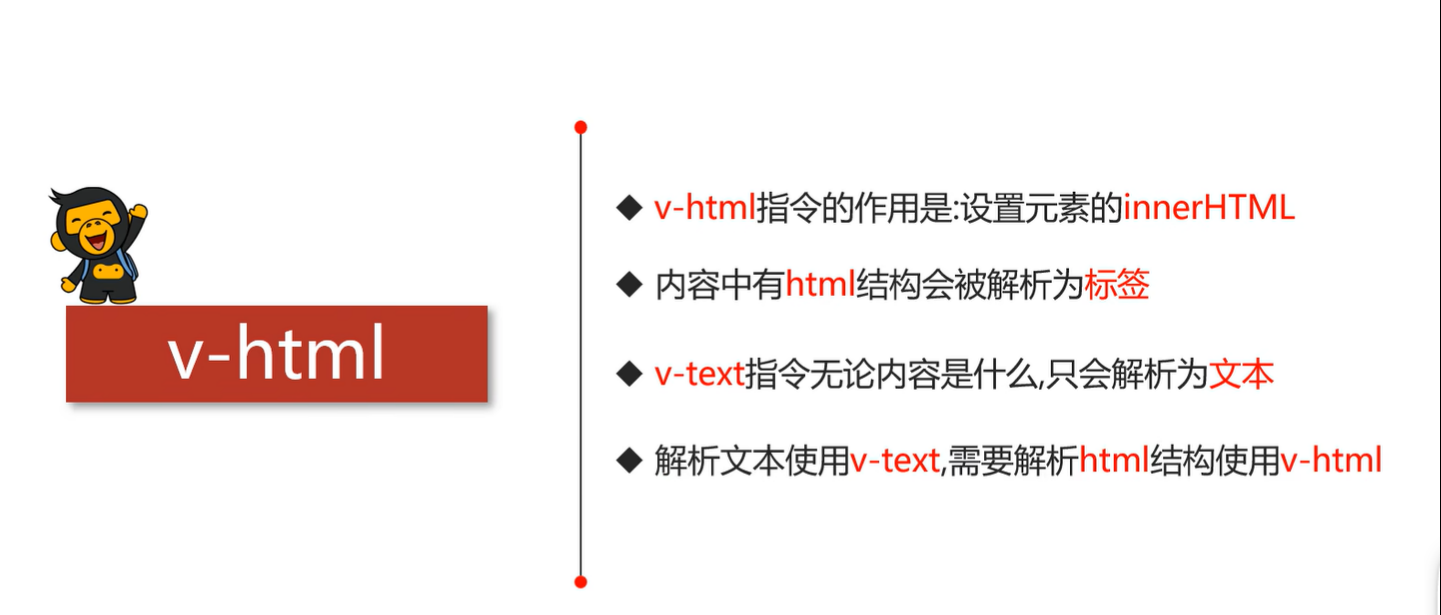 v-html
v-html指令的作用是:设置元素的innerHTML
内容中有html结构会被解析为标签
v-text指令无论内容是什么,只会解析为文本
解析文本使用v-text,需要解析html结构使用v-html